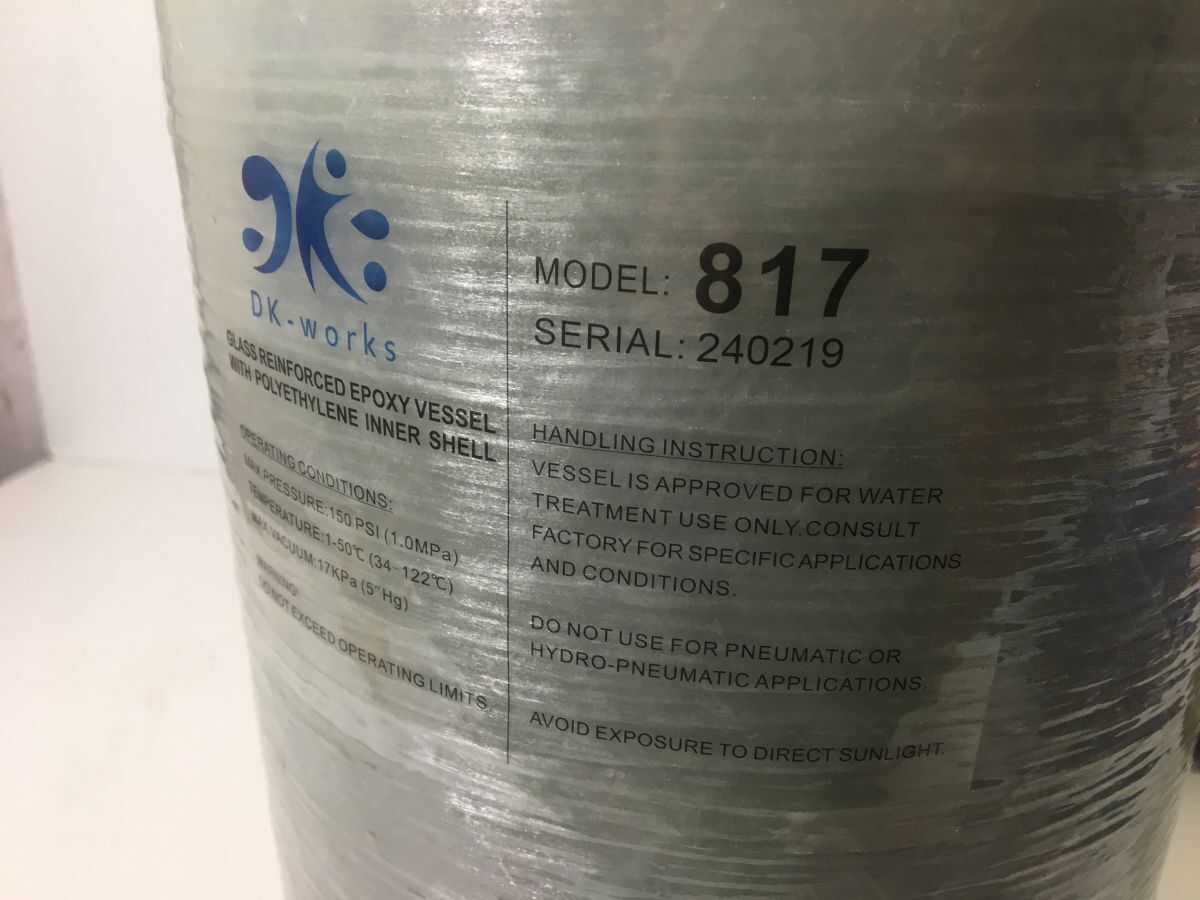 DK-works
GLASS REINFORCED EPOXY VESSEL
WITH POLYETHYLENE INNER SHELL
OPERATING CONDITIONS:
MAX.PRESSURE:150 PSI (1.0MPa)
TEMPERATURE:1-50℃ (34-122℃)
MAX.VACUUM:17KPa (5"Hg)
WARNING!
DO NOT EXCEED OPERATING LIMITS.
MODEL: 817
SERIAL: 240219
HANDLING INSTRUCTION:
VESSEL IS APPROVED FOR WATER
TREATMENT USE ONLY.CONSULT
FACTORY FOR SPECIFIC APPLICATIONS
AND CONDITIONS.
DO NOT USE FOR PNEUMATIC OR
HYDRO-PNEUMATIC APPLICATIONS.
AVOID EXPOSURE TO DIRECT SUNLIGHT.